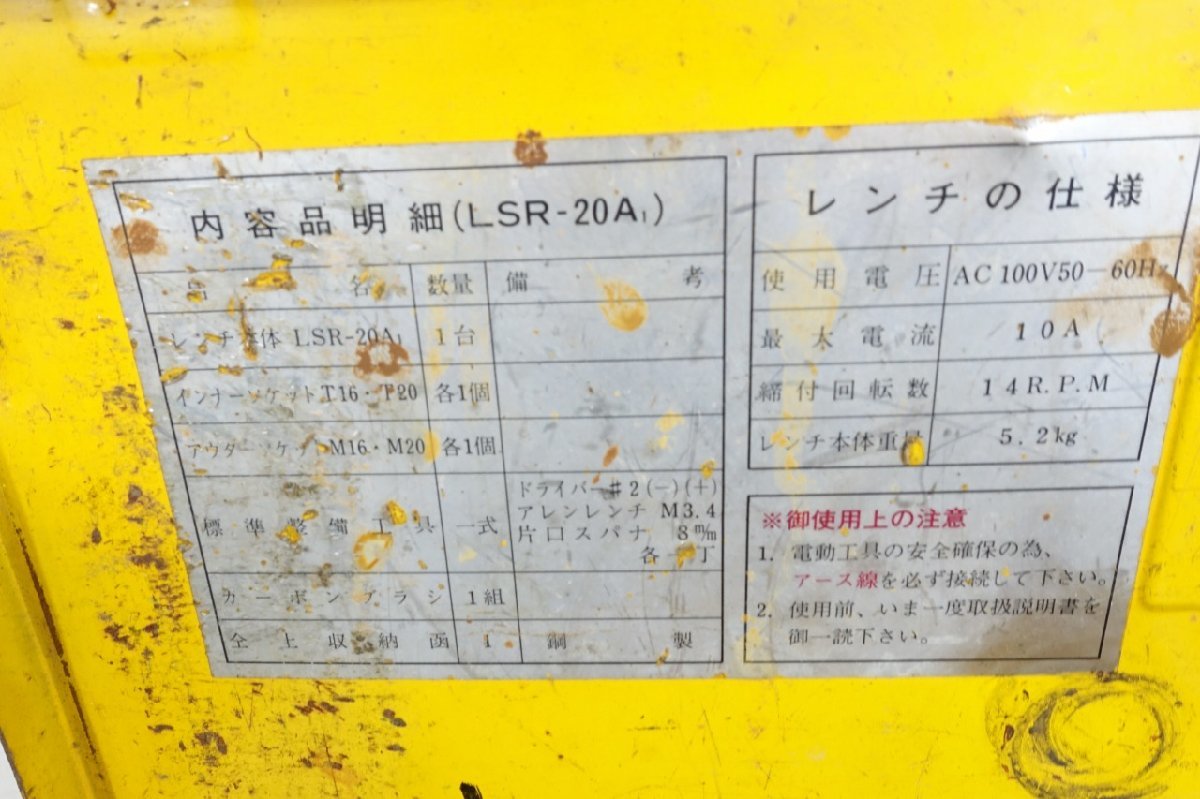 内容品明細(LSR-20A₁)
品名 数量 備考
レンチ本体 LSR-20A₁ 1台
インナーソケットT16・T20 各1個
アウターソケットM16・M20 各1個
標準整備工具 一式 ドライバー#2(-)(+)
アレンレンチ M3.4
片口スパナ 8m/m
各一丁
カーボンブラシ 1組
仝上収納函 1 鋼製
レンチの仕様
使用電圧 AC100V50-60Hz
最大電流 10A
締付回転数 14R.P.M
レンチ本体重量 5.2kg
※御使用上の注意
1. 電動工具の安全確保の為、
アース線を必ず接続して下さい。
2. 使用前、いま一度取扱説明書を
御一読下さい。